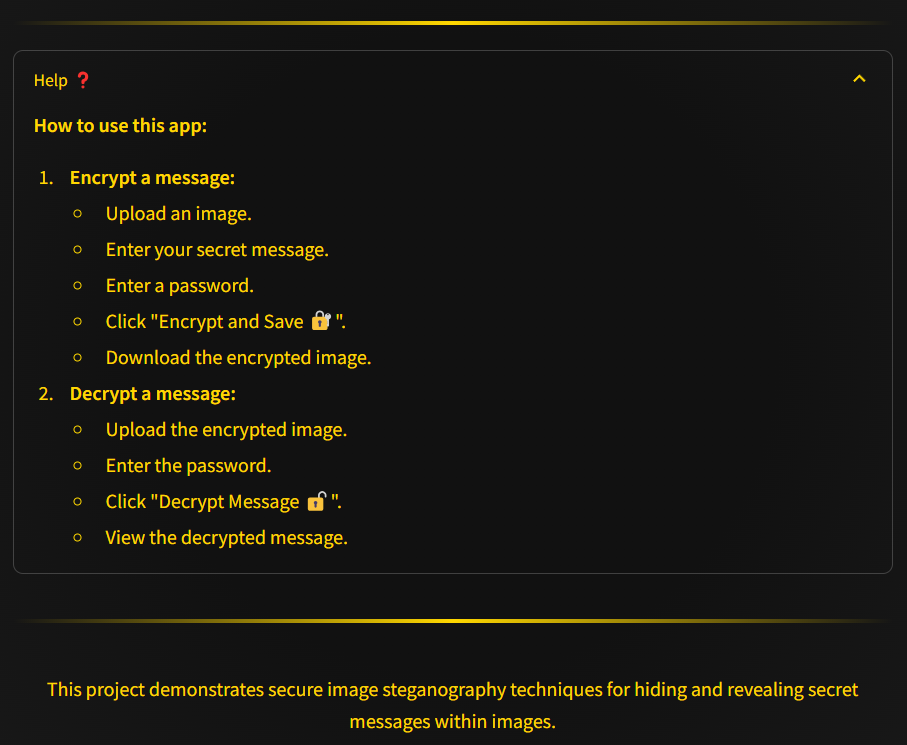 Help ❓
How to use this app:
1. Encrypt a message:
○ Upload an image.
○ Enter your secret message.
○ Enter a password.
○ Click "Encrypt and Save 🔐 ".
○ Download the encrypted image.
2. Decrypt a message:
○ Upload the encrypted image.
○ Enter the password.
○ Click "Decrypt Message 🔓 ".
○ View the decrypted message.
This project demonstrates secure image steganography techniques for hiding and revealing secret
messages within images.